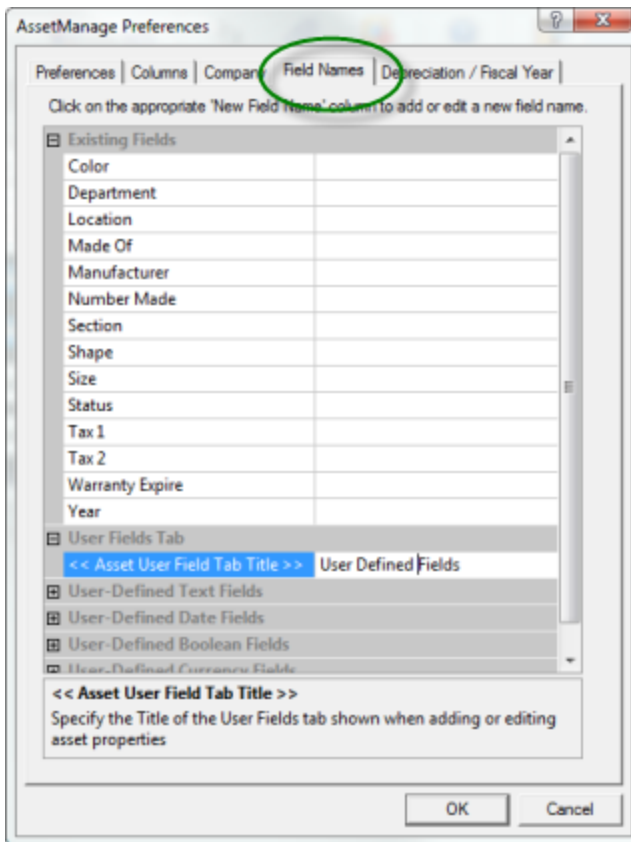 AssetManage Preferences
Preferences Columns Company Field Names Depreciation / Fiscal Year
Click on the appropriate 'New Field Name' column to add or edit a new field name.
Existing Fields
Color
Department
Location
Made Of
Manufacturer
Number Made
Section
Shape
Size
Status
Tax 1
Tax 2
Warranty Expire
Year
User Fields Tab
<< Asset User Field Tab Title >> User Defined Fields
User-Defined Text Fields
User-Defined Date Fields
User-Defined Boolean Fields
User-Defined Currency Fields
<< Asset User Field Tab Title >>
Specify the Title of the User Fields tab shown when adding or editing
asset properties
OK Cancel